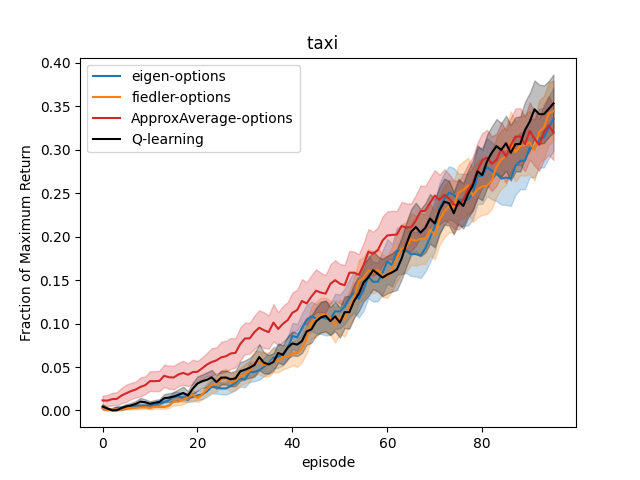 taxi
eigen-options
fiedler-options
ApproxAverage-options
Q-learning
Fraction of Maximum Return
0.40
0.35
0.30
0.25
0.20
0.15
0.10
0.05
0.00
0
20
40
60
80
episode